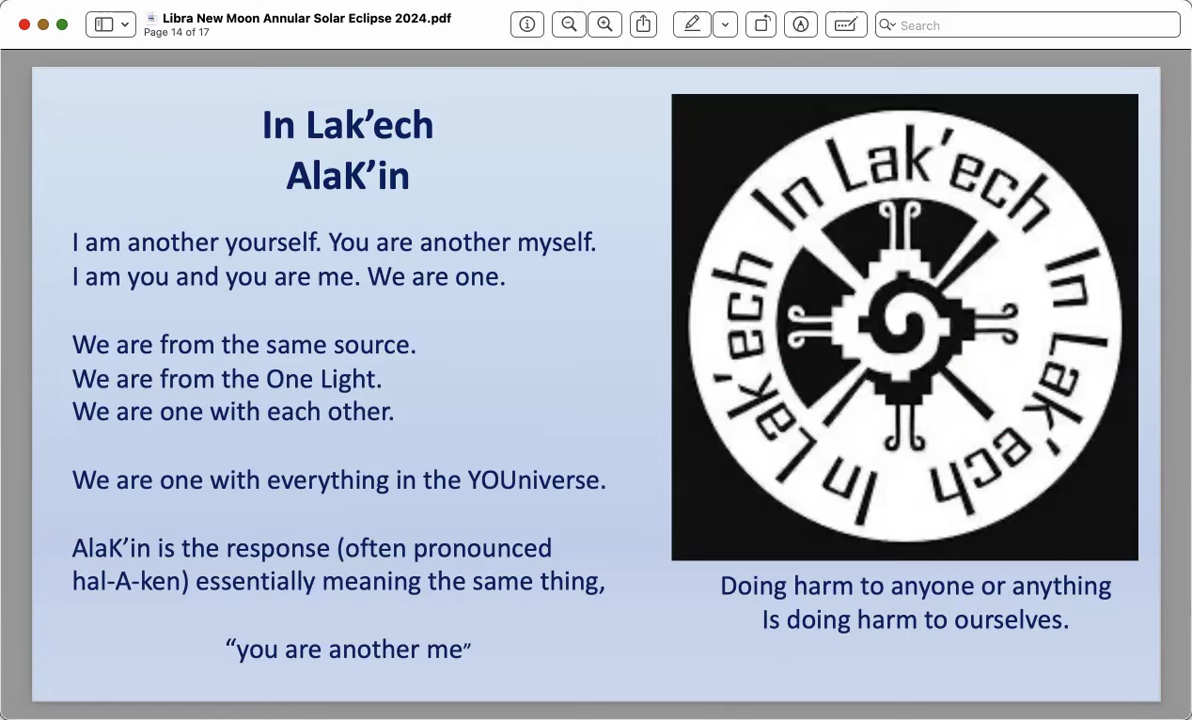 Libra New Moon Annular Solar Eclipse 2024.pdf
Page 14 of 17
Search
In Lak’ech
AlaK’in
I am another yourself. You are another myself.
I am you and you are me. We are one.
We are from the same source.
We are from the One Light.
We are one with each other.
We are one with everything in the YOUniverse.
AlaK’in is the response (often pronounced
hal-A-ken) essentially meaning the same thing,
“you are another me”
In Lak’ech
In Lak’ech
In Lak’ech
Doing harm to anyone or anything
Is doing harm to ourselves.